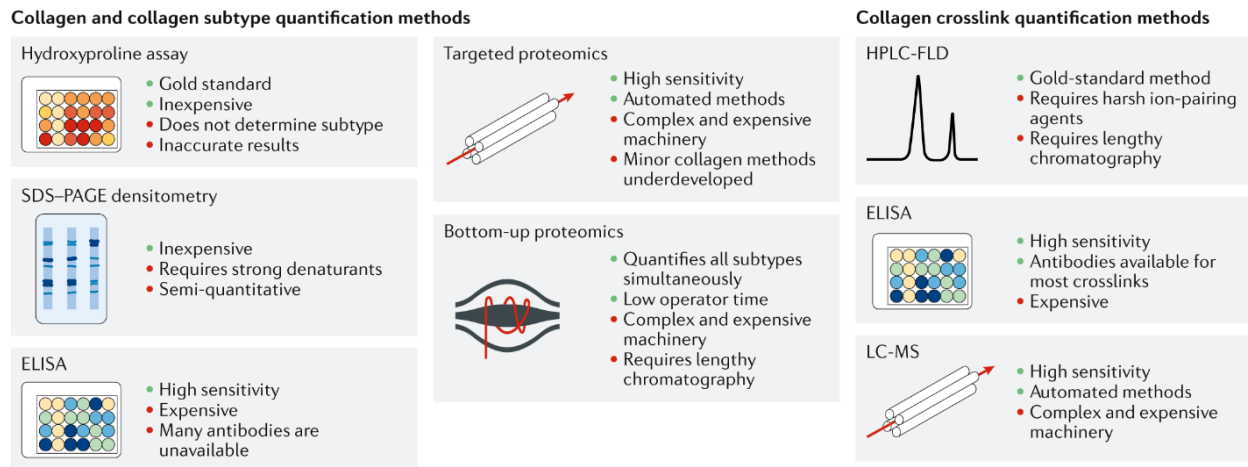 Collagen and collagen subtype quantification methods
Hydroxyproline assay
Gold standard
Inexpensive
Does not determine subtype
Inaccurate results
SDS–PAGE densitometry
Inexpensive
Requires strong denaturants
Semi-quantitative
ELISA
High sensitivity
Expensive
Many antibodies are
unavailable
Targeted proteomics
High sensitivity
Automated methods
Complex and expensive
machinery
Minor collagen methods
underdeveloped
Bottom-up proteomics
Quantifies all subtypes
simultaneously
Low operator time
Complex and expensive
machinery
Requires lengthy
chromatography
Collagen crosslink quantification methods
HPLC-FLD
Gold-standard method
Requires harsh ion-pairing
agents
Requires lengthy
chromatography
ELISA
High sensitivity
Antibodies available for
most crosslinks
Expensive
LC-MS
High sensitivity
Automated methods
Complex and expensive
machinery